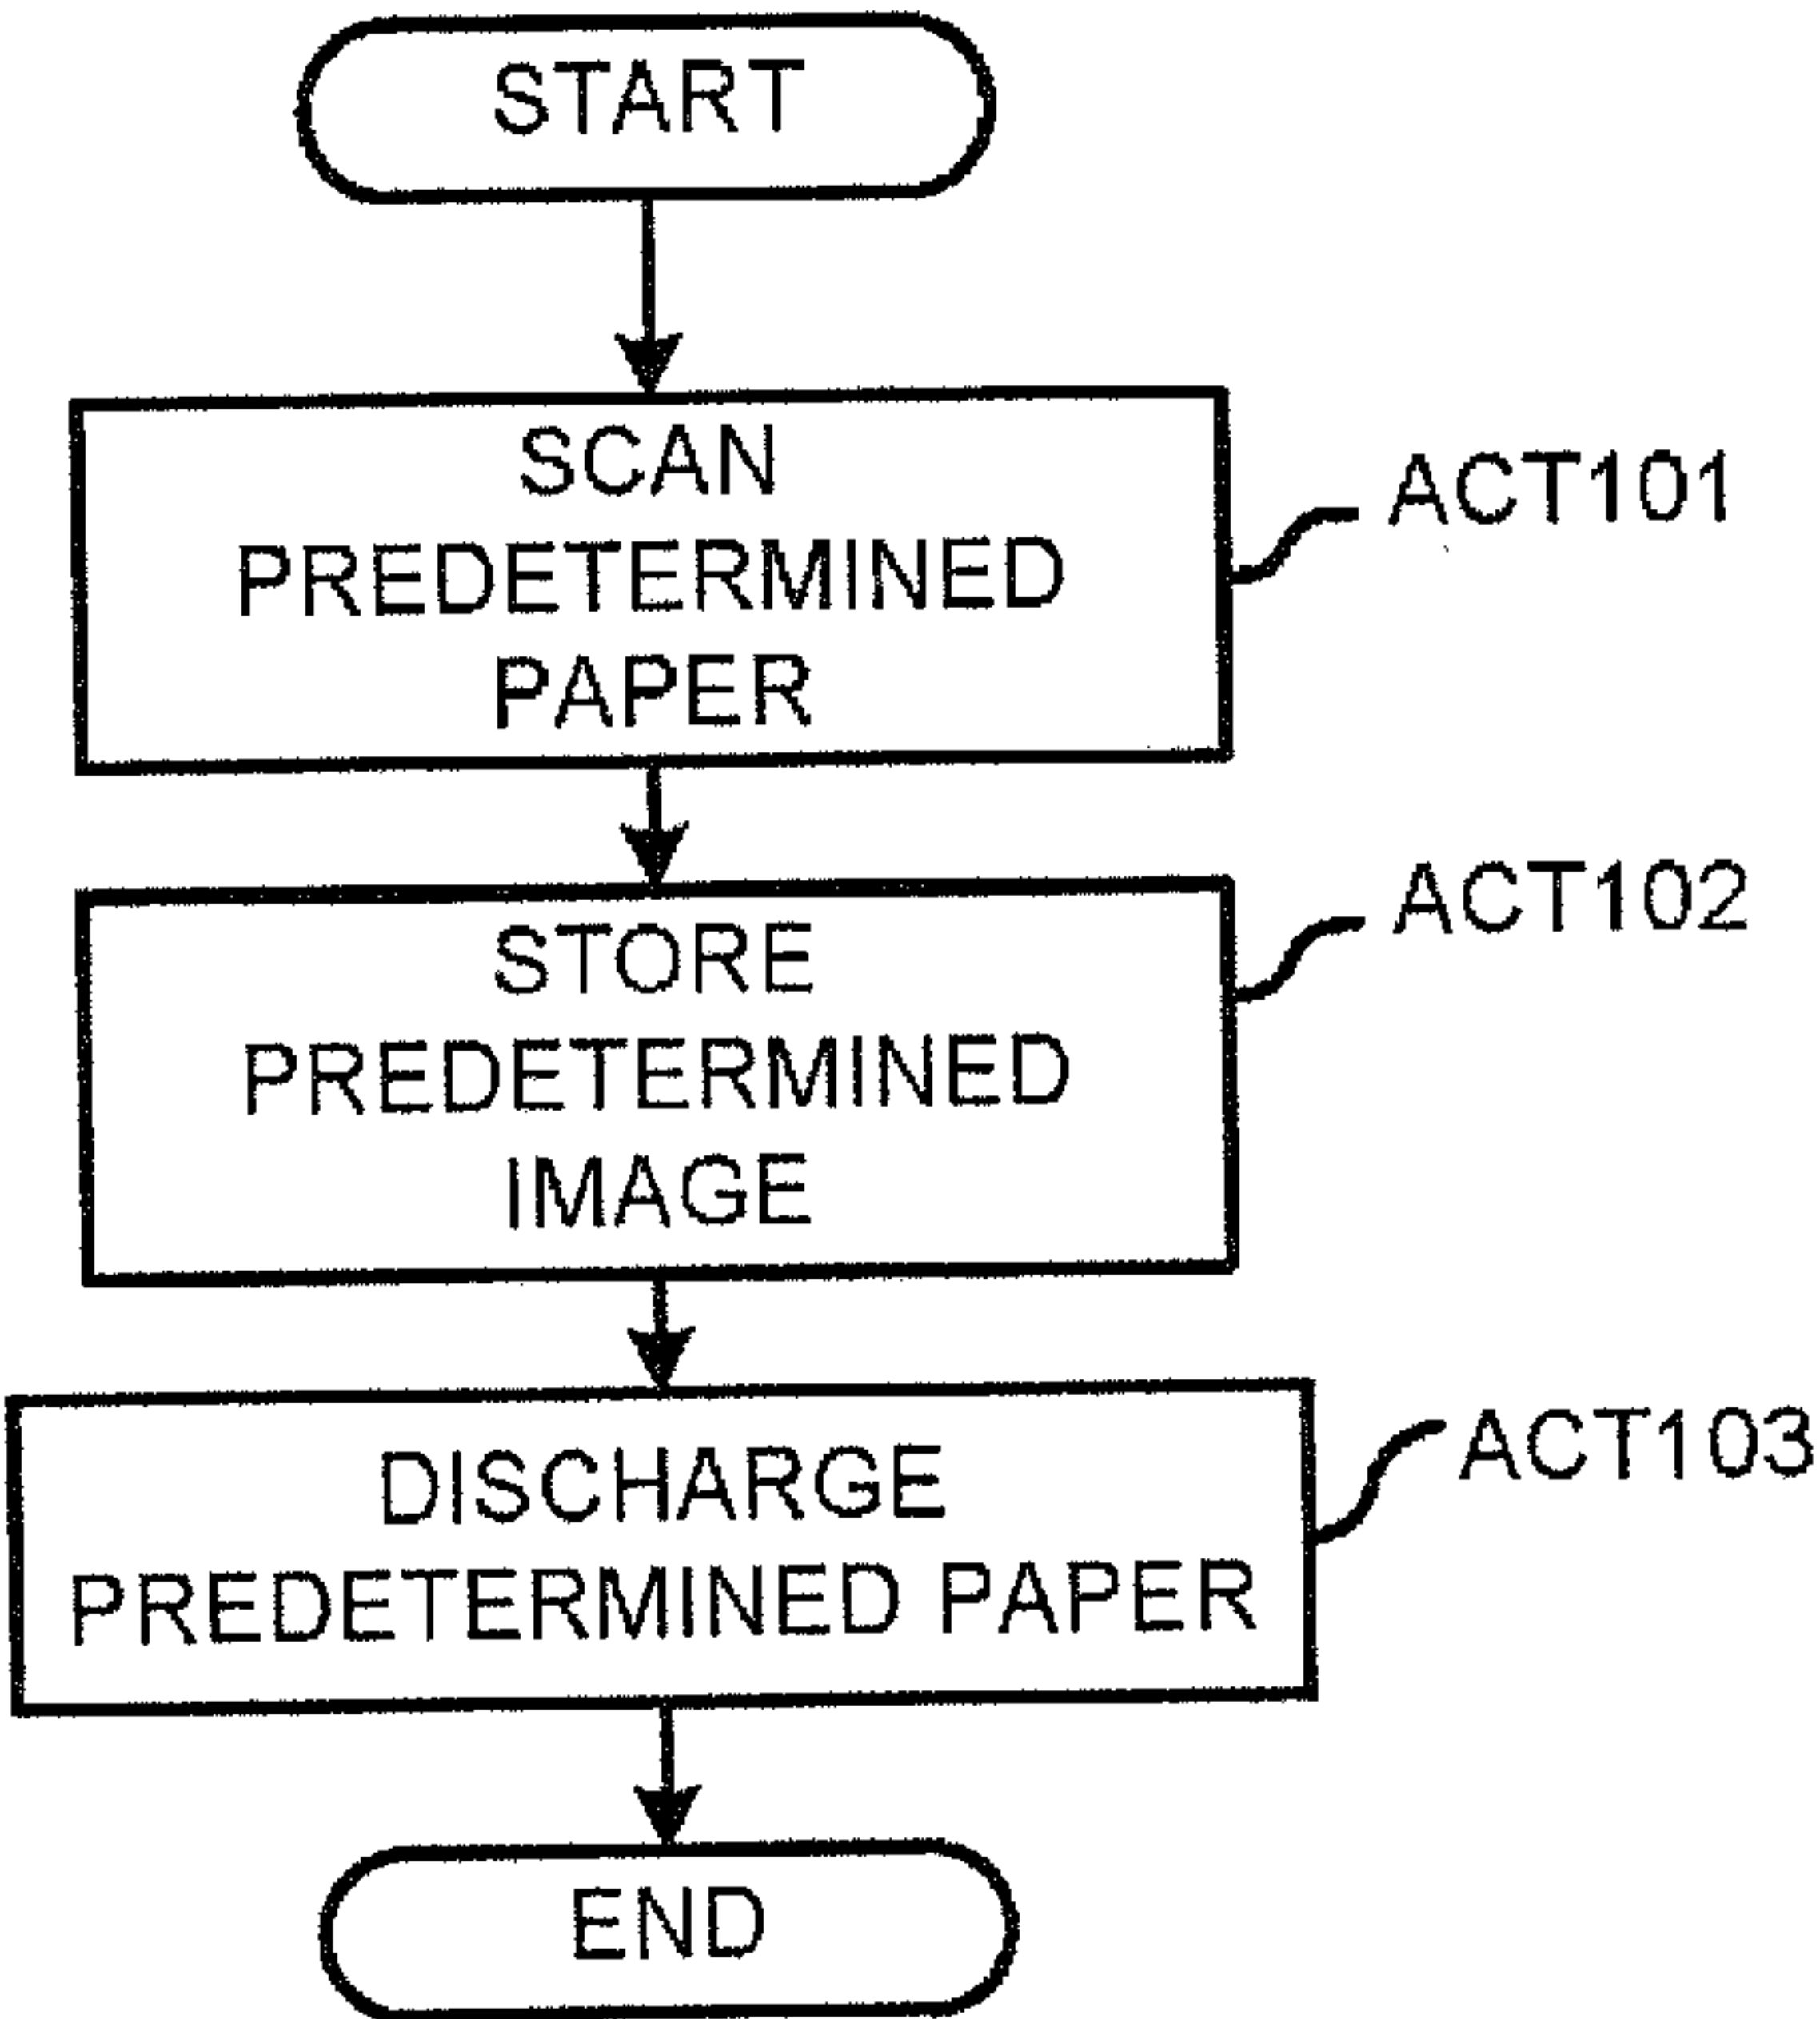 START
SCAN
PREDETERMINED
PAPER
ACT101
STORE
PREDETERMINED
IMAGE
ACT102
DISCHARGE
PREDETERMINED PAPER
ACT103
END